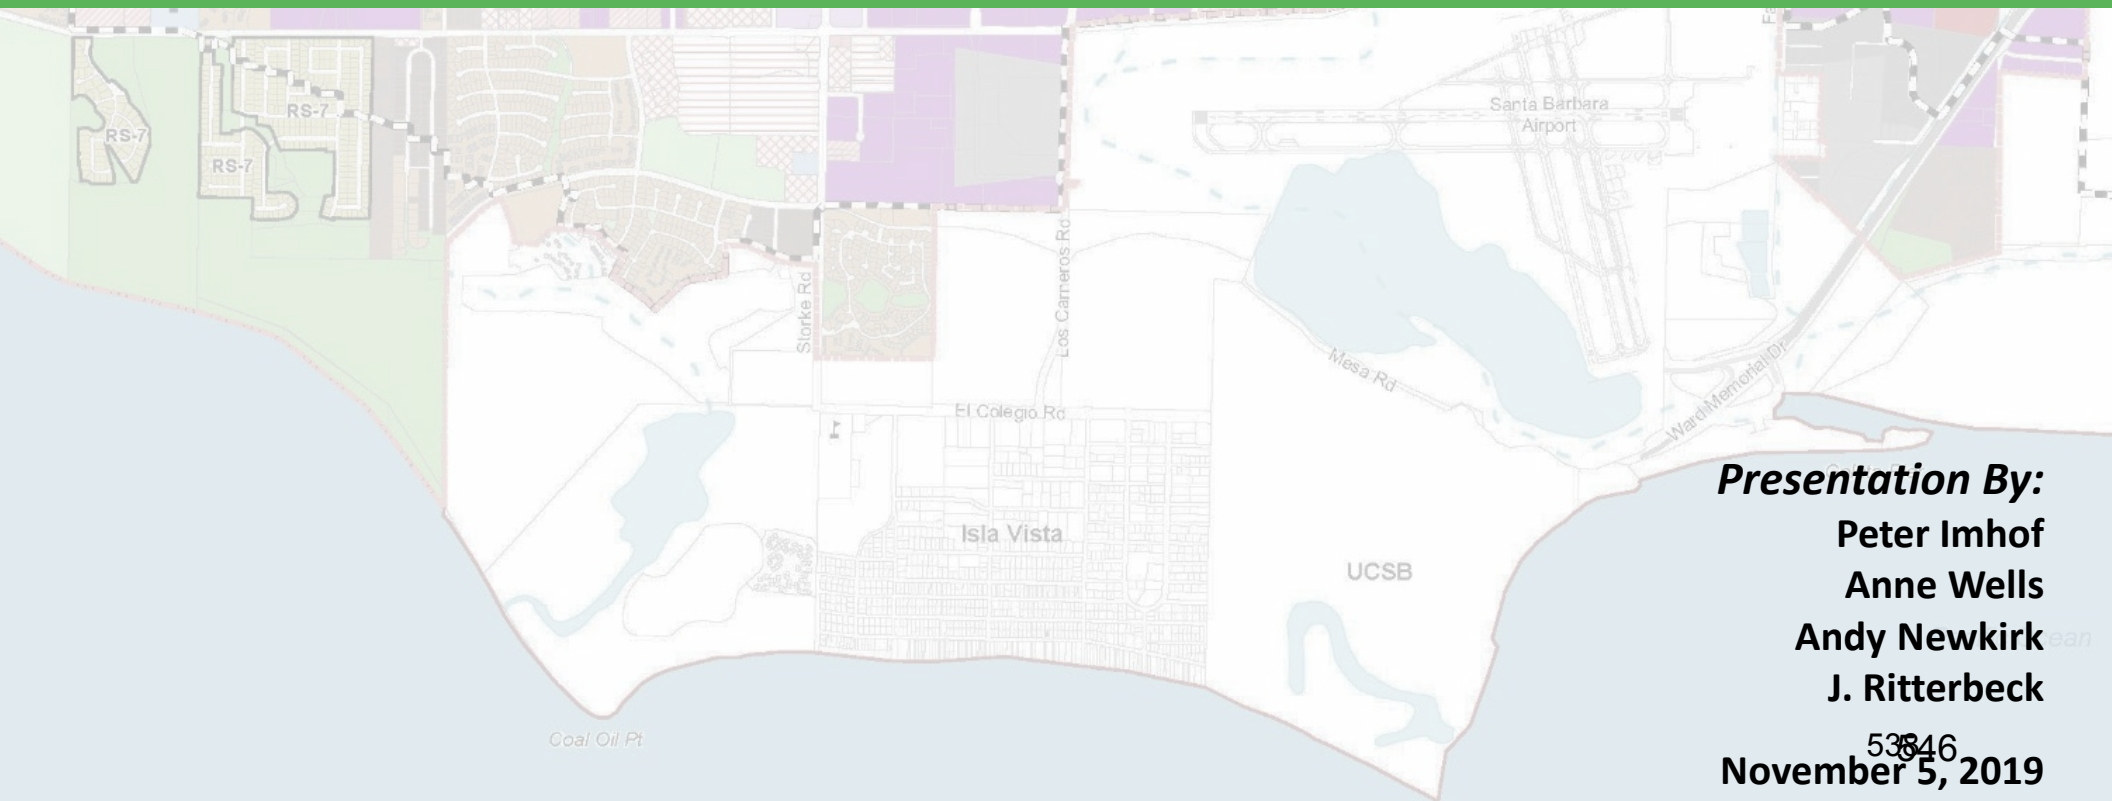 Fa
Santa Barbara
Airport
RS-7
RS-7
RS-7
Los Carneros Rd
Storke Rd
Mesa Rd
Ward Memorial Dr
El Colegio Rd
Isla Vista
UCSB
Coal Oil Pt
Presentation By:
Peter Imhof
Anne Wells
Andy Newkirk
J. Ritterbeck
November 5, 2019